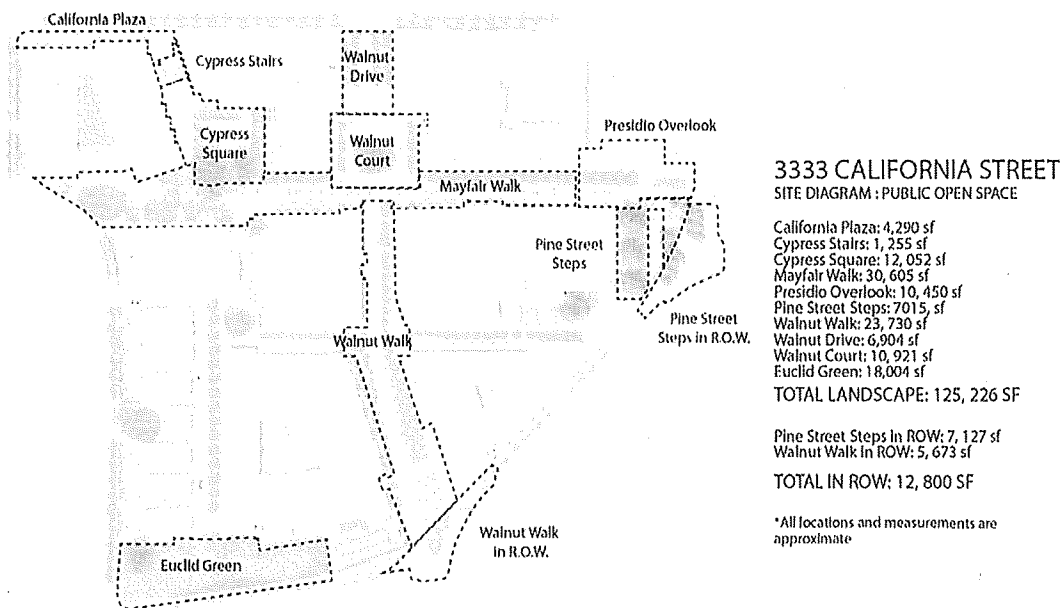 California Plaza
Cypress Stairs
Walnut
Drive
Cypress
Square
Walnut
Court
Presidio Overlook
Mayfair Walk
Pine Street
Steps
Pine Street
Steps in R.O.W.
Walnut Walk
Walnut Walk
in R.O.W.
Euclid Green
3333 CALIFORNIA STREET
SITE DIAGRAM : PUBLIC OPEN SPACE
California Plaza: 4,290 sf
Cypress Stairs: 1, 255 sf
Cypress Square: 12, 052 sf
Mayfair Walk: 30, 605 sf
Presidio Overlook: 10, 450 sf
Pine Street Steps: 7015, sf
Walnut Walk: 23, 730 sf
Walnut Drive: 6,904 sf
Walnut Court: 10, 921 sf
Euclid Green: 18,004 sf
TOTAL LANDSCAPE: 125, 226 SF
Pine Street Steps in ROW: 7, 127 sf
Walnut Walk in ROW: 5, 673 sf
TOTAL IN ROW: 12, 800 SF
*All locations and measurements are
approximate